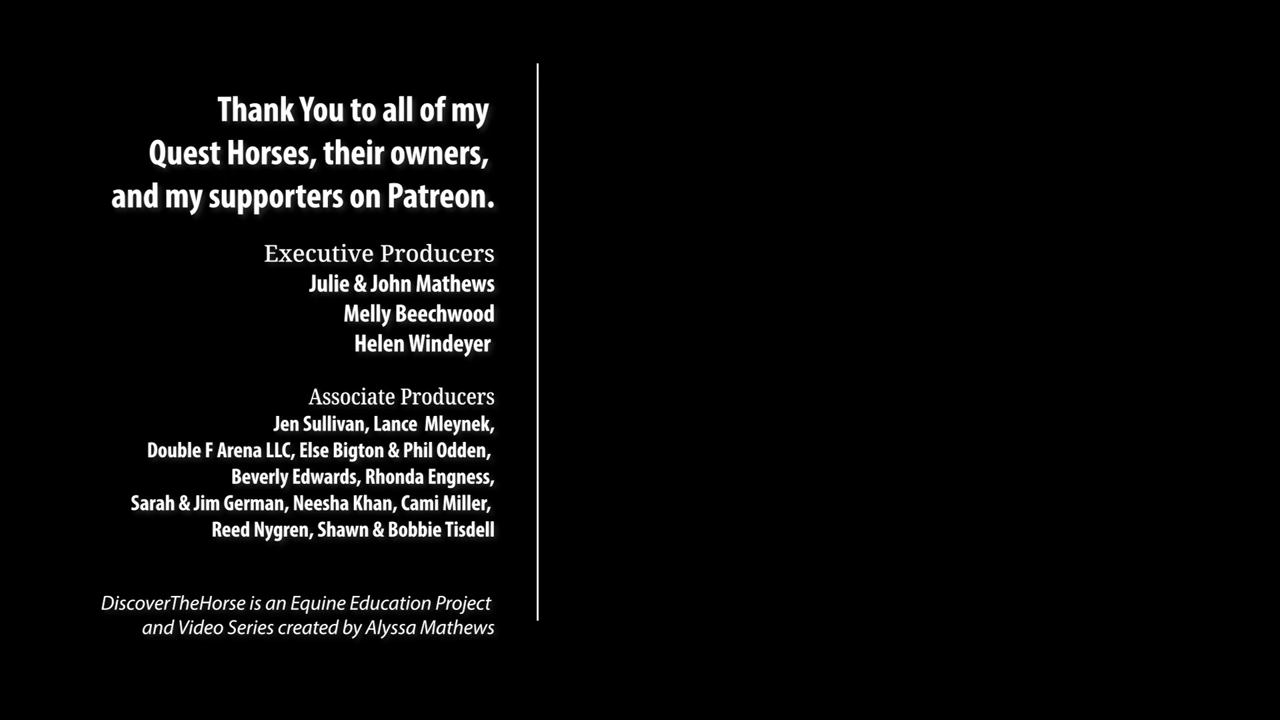 Thank You to all of my
Quest Horses, their owners,
and my supporters on Patreon.
Executive Producers
Julie & John Mathews
Melly Beechwood
Helen Windeyer
Associate Producers
Jen Sullivan, Lance Mleynek,
Double F Arena LLC, Else Bigton & Phil Odden,
Beverly Edwards, Rhonda Engness,
Sarah & Jim German, Neesha Khan, Cami Miller,
Reed Nygren, Shawn & Bobbie Tisdell
DiscoverTheHorse is an Equine Education Project
and Video Series created by Alyssa Mathews